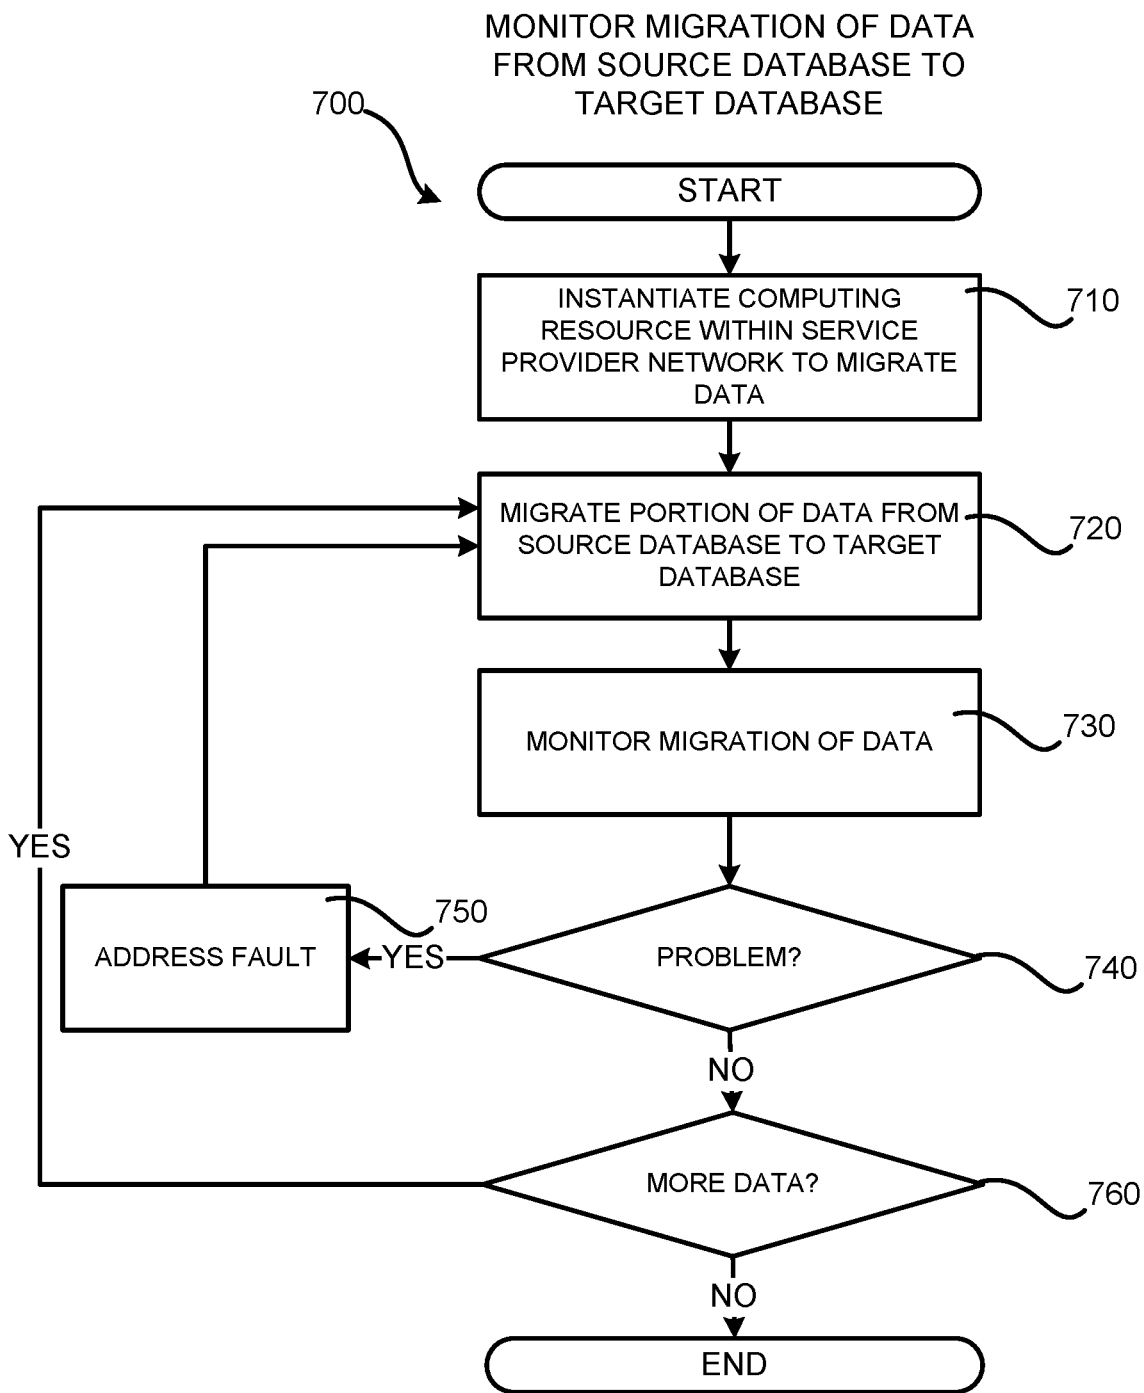 MONITOR MIGRATION OF DATA
FROM SOURCE DATABASE TO
TARGET DATABASE
700
START
INSTANTIATE COMPUTING
RESOURCE WITHIN SERVICE
PROVIDER NETWORK TO MIGRATE
DATA
710
MIGRATE PORTION OF DATA FROM
SOURCE DATABASE TO TARGET
DATABASE
720
MONITOR MIGRATION OF DATA
730
YES
750
ADDRESS FAULT
YES
PROBLEM?
740
NO
MORE DATA?
760
NO
END